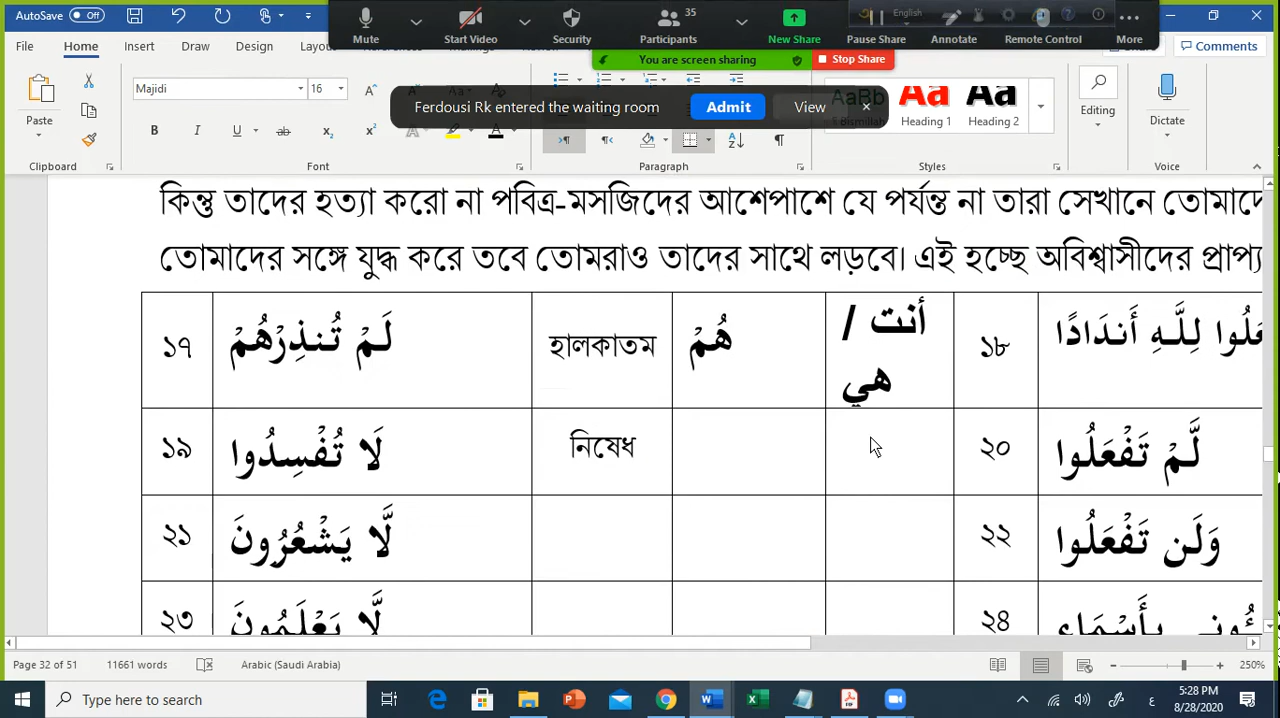 AutoSave Off
English
35
Mute
Start Video
Security
Participants
New Share
Pause Share
Annotate
Remote Control
More
You are screen sharing
Stop Share
File
Home
Insert
Draw
Design
Comments
Ferdousi Rk entered the waiting room
Admit
View
Majidi
16
Paste
Heading 1
Heading 2
Editing
Dictate
Clipboard
Font
Paragraph
Styles
Voice
কিন্তু তাদের হত্যা করো না পবিত্র-মসজিদের আশেপাশে যে পর্যন্ত না তারা সেখানে
তোমাদের সঙ্গে যুদ্ধ করে তবে তোমরাও তাদের সাথে লড়বে। এই হচ্ছে অবিশ্বাসীদের
১৭ لَمْ تُنذِرْهُمْ হালকাতম هُمْ أنت / هي ১৮ لِلَّـهِ أَندَادًا
১৯ لَا تُفْسِدُوا নিষেধ ২০ لَّمْ تَفْعَلُوا
২১ لَّا يَشْعُرُونَ ২২ وَلَن تَفْعَلُوا
২৩ لَّا يَعْلَمُونَ ২৪ بِأَسْمَاءِ
Page 32 of 51
11661 words
Arabic (Saudi Arabia)
250%
Type here to search
5:28 PM
8/28/2020